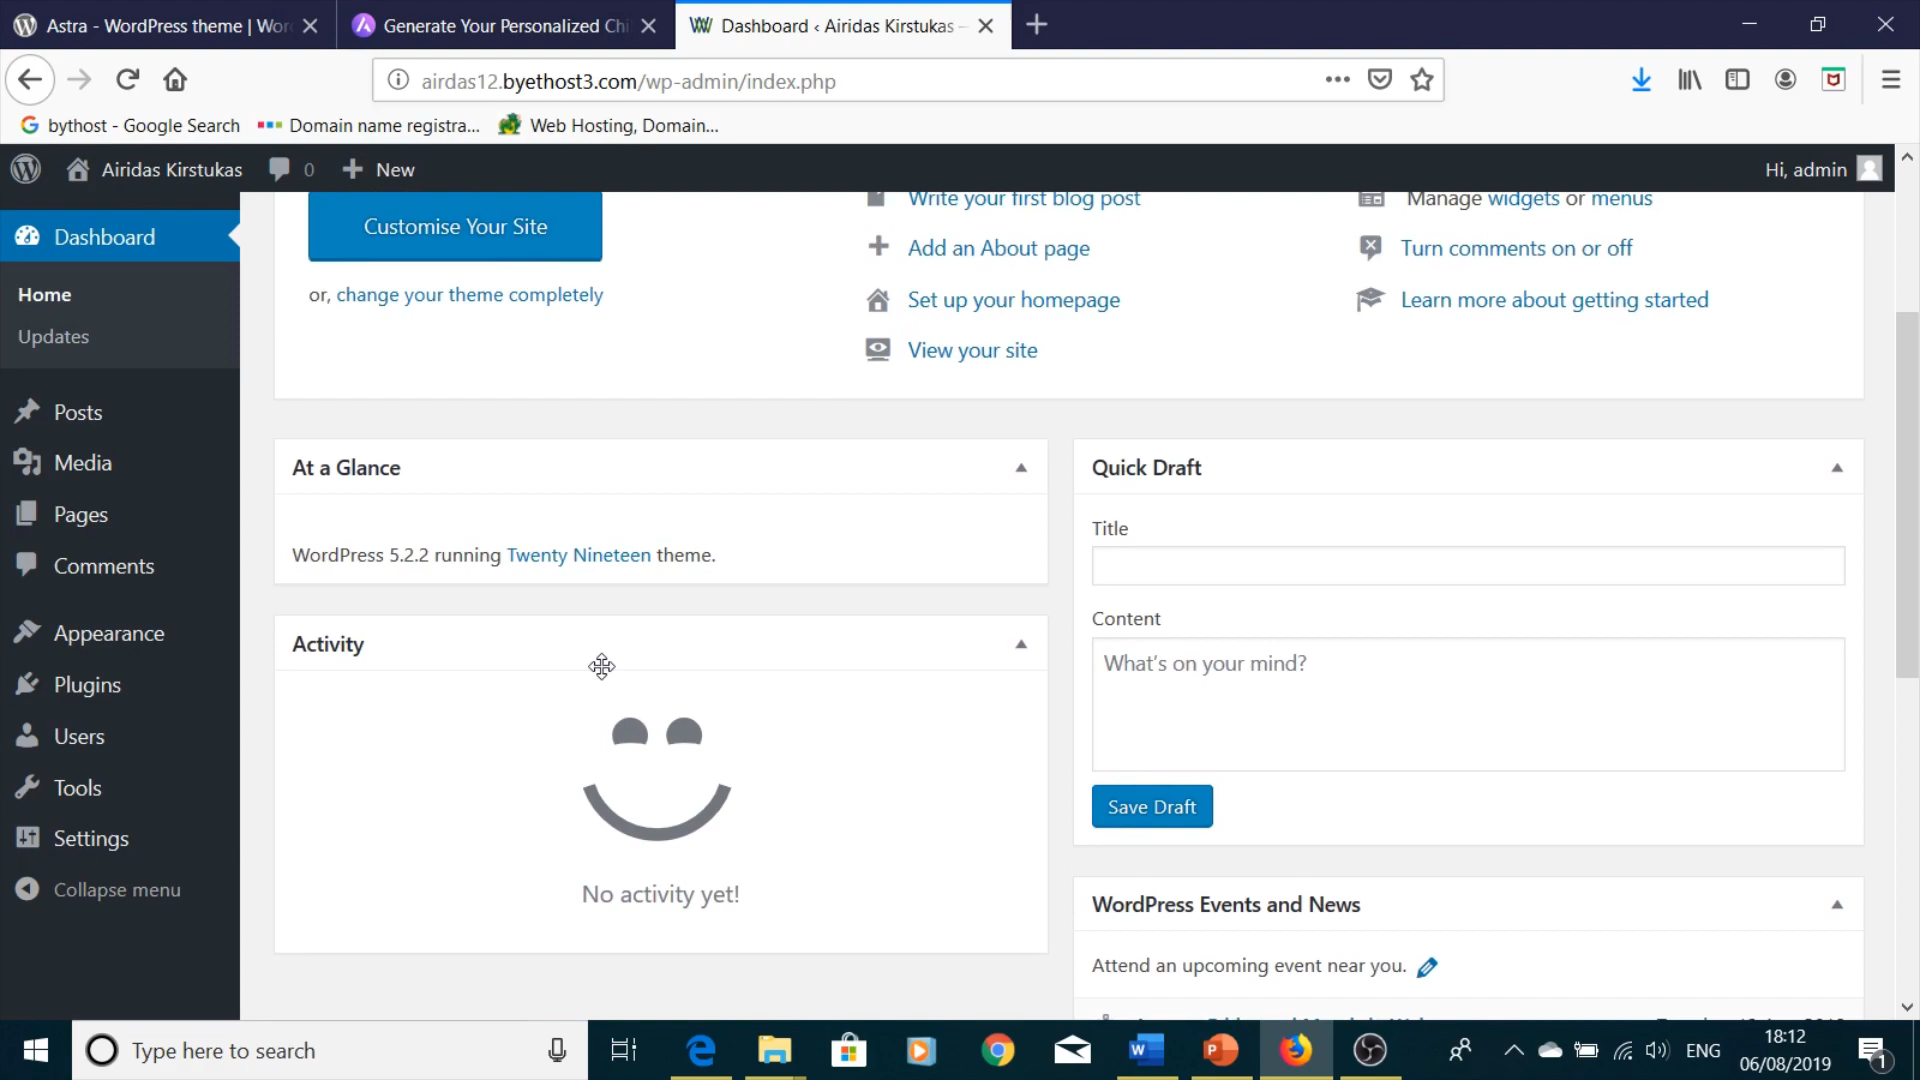 Astra - WordPress theme | Wor
Generate Your Personalized Chi
Dashboard ‹ Airidas Kirstukas –
airdas12.byethost3.com/wp-admin/index.php
bythost - Google Search
Domain name registra...
Web Hosting, Domain...
Airidas Kirstukas
0
New
Hi, admin
Dashboard
Home
Updates
Posts
Media
Pages
Comments
Appearance
Plugins
Users
Tools
Settings
Collapse menu
Customise Your Site
or, change your theme completely
Write your first blog post
Add an About page
Set up your homepage
View your site
Manage widgets or menus
Turn comments on or off
Learn more about getting started
At a Glance
WordPress 5.2.2 running Twenty Nineteen theme.
Activity
No activity yet!
Quick Draft
Title
Content
What's on your mind?
Save Draft
WordPress Events and News
Attend an upcoming event near you.
Type here to search
ENG
18:12
06/08/2019
1